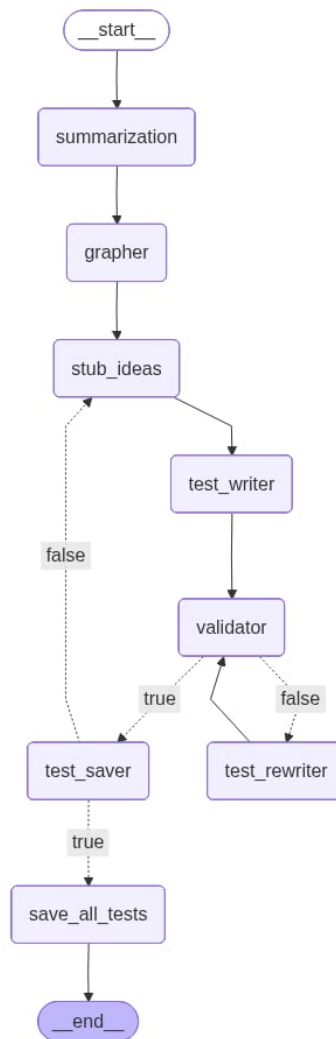 __start__
summarization
grapher
stub_ideas
test_writer
false
validator
true
false
test_saver
test_rewriter
true
save_all_tests
__end__